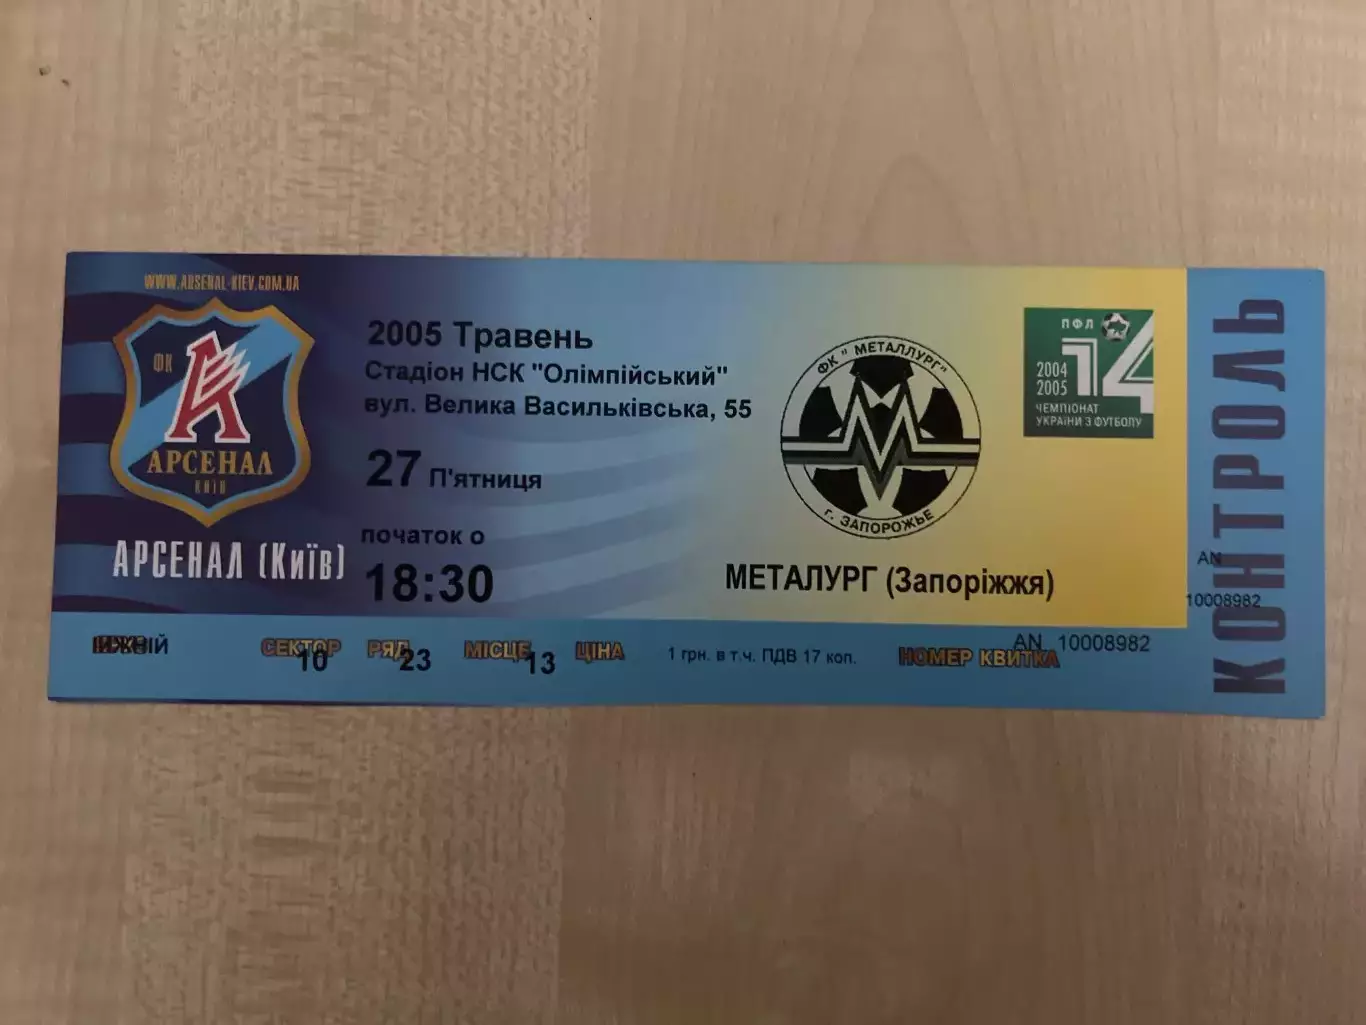 WWW.ARSENAL-KIEV.COM.UA
ФК
АРСЕНАЛ
КИЇВ
АРСЕНАЛ (Київ)
2005 Травень
Стадіон НСК "Олімпійський"
вул. Велика Васильківська, 55
27 П'ятниця
початок о
18:30
ФК " МЕТАЛЛУРГ"
г. ЗАПОРОЖЬЕ
МЕТАЛУРГ (Запоріжжя)
ПФЛ
14
2004
2005
ЧЕМПІОНАТ
УКРАЇНИ З ФУТБОЛУ
СЕКТОР 10 РЯД 23 МІСЦЕ 13 ЦІНА 1 грн. в т.ч. ПДВ 17 коп. НОМЕР КВИТКА AN 10008982
AN
10008982
КОНТРОЛЬ